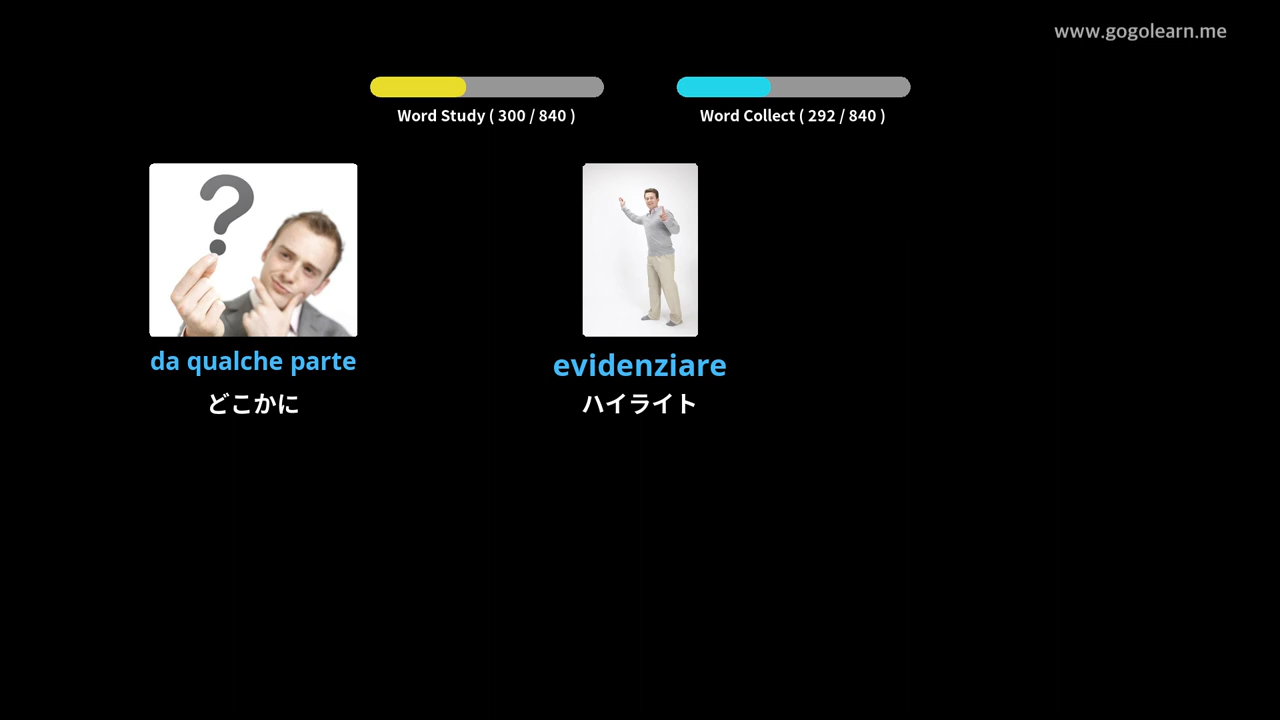 www.gogolearn.me
Word Study ( 300 / 840 )
Word Collect ( 292 / 840 )
?
da qualche parte
どこかに
evidenziare
ハイライト